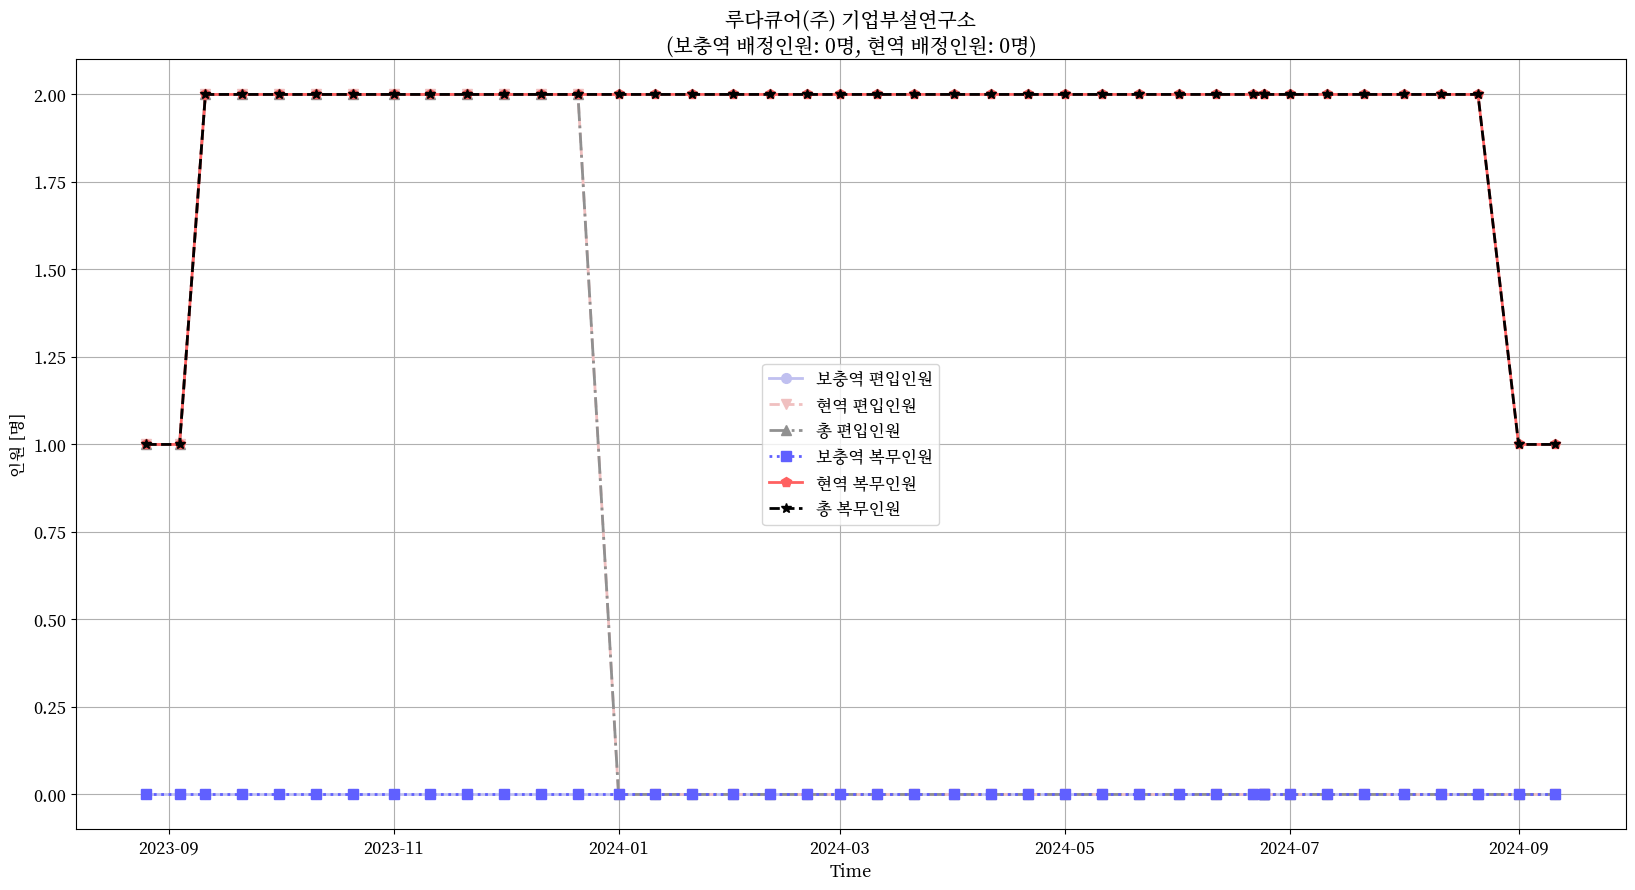 루다큐어(주) 기업부설연구소
(보충역 배정인원: 0명, 현역 배정인원: 0명)
인원 [명]
2.00
1.75
1.50
1.25
1.00
0.75
0.50
0.25
0.00
보충역 편입인원
현역 편입인원
총 편입인원
보충역 복무인원
현역 복무인원
총 복무인원
2023-09 2023-11 2024-01 2024-03 2024-05 2024-07 2024-09
Time